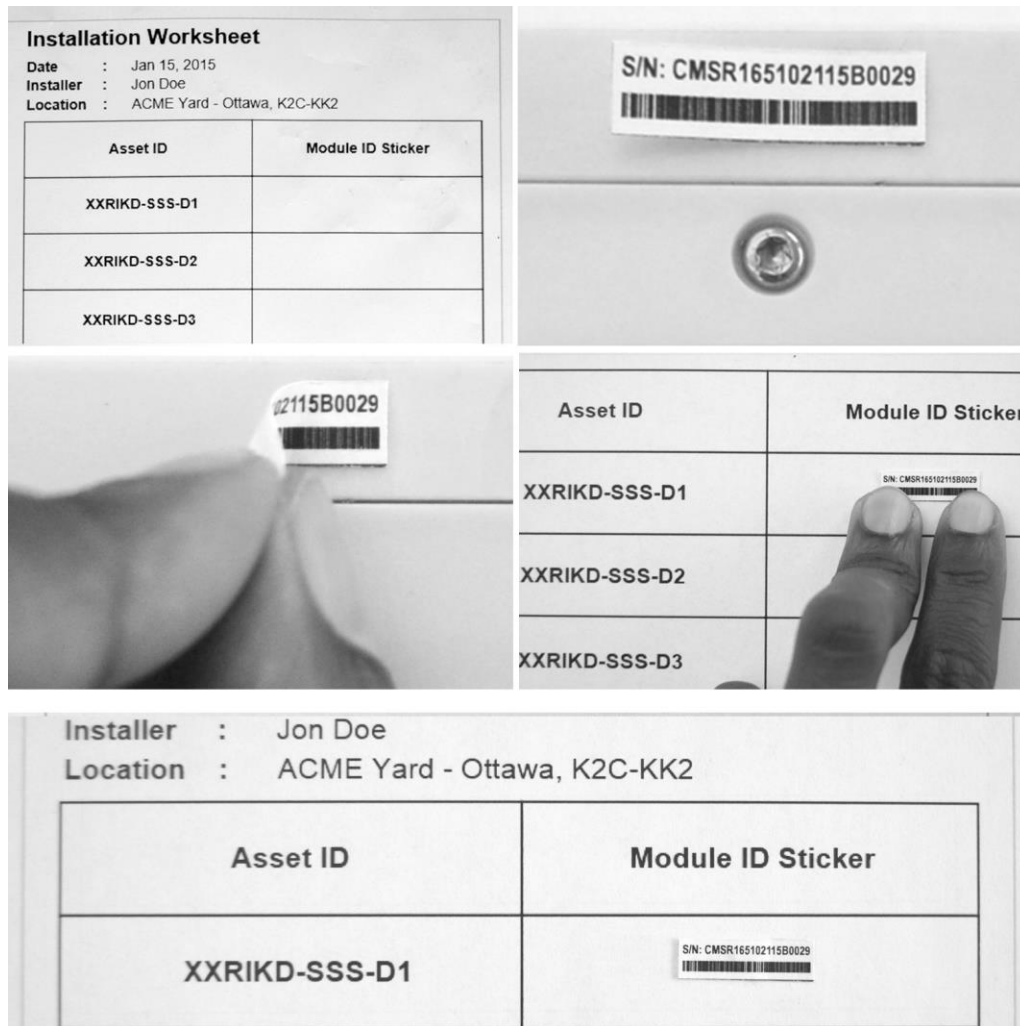 Installation Worksheet
Date : Jan 15, 2015
Installer : Jon Doe
Location : ACME Yard - Ottawa, K2C-KK2
Asset ID Module ID Sticker
XXRIKD-SSS-D1
XXRIKD-SSS-D2
XXRIKD-SSS-D3
S/N: CMSR165102115B0029
02115B0029
Asset ID Module ID Sticker
XXRIKD-SSS-D1 S/N: CMSR165102115B0029
XXRIKD-SSS-D2
XXRIKD-SSS-D3
Installer : Jon Doe
Location : ACME Yard - Ottawa, K2C-KK2
Asset ID Module ID Sticker
XXRIKD-SSS-D1 S/N: CMSR165102115B0029